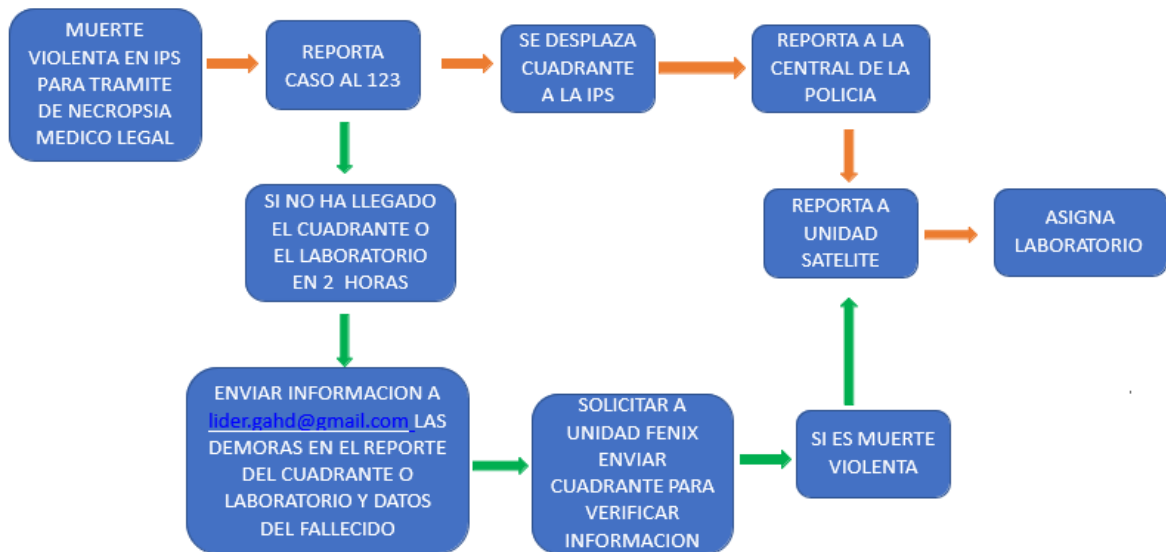 MUERTE
VIOLENTA EN IPS
PARA TRAMITE
DE NECROPSIA
MEDICO LEGAL
REPORTA
CASO AL 123
SE DESPLAZA
CUADRANTE
A LA IPS
REPORTA A LA
CENTRAL DE LA
POLICIA
SI NO HA LLEGADO
EL CUADRANTE O
EL LABORATORIO
EN 2 HORAS
REPORTA A
UNIDAD
SATELITE
ASIGNA
LABORATORIO
ENVIAR INFORMACION A
lider.gahd@gmail.com LAS
DEMORAS EN EL REPORTE
DEL CUADRANTE O
LABORATORIO Y DATOS
DEL FALLECIDO
SOLICITAR A
UNIDAD FENIX
ENVIAR
CUADRANTE PARA
VERIFICAR
INFORMACION
SI ES MUERTE
VIOLENTA